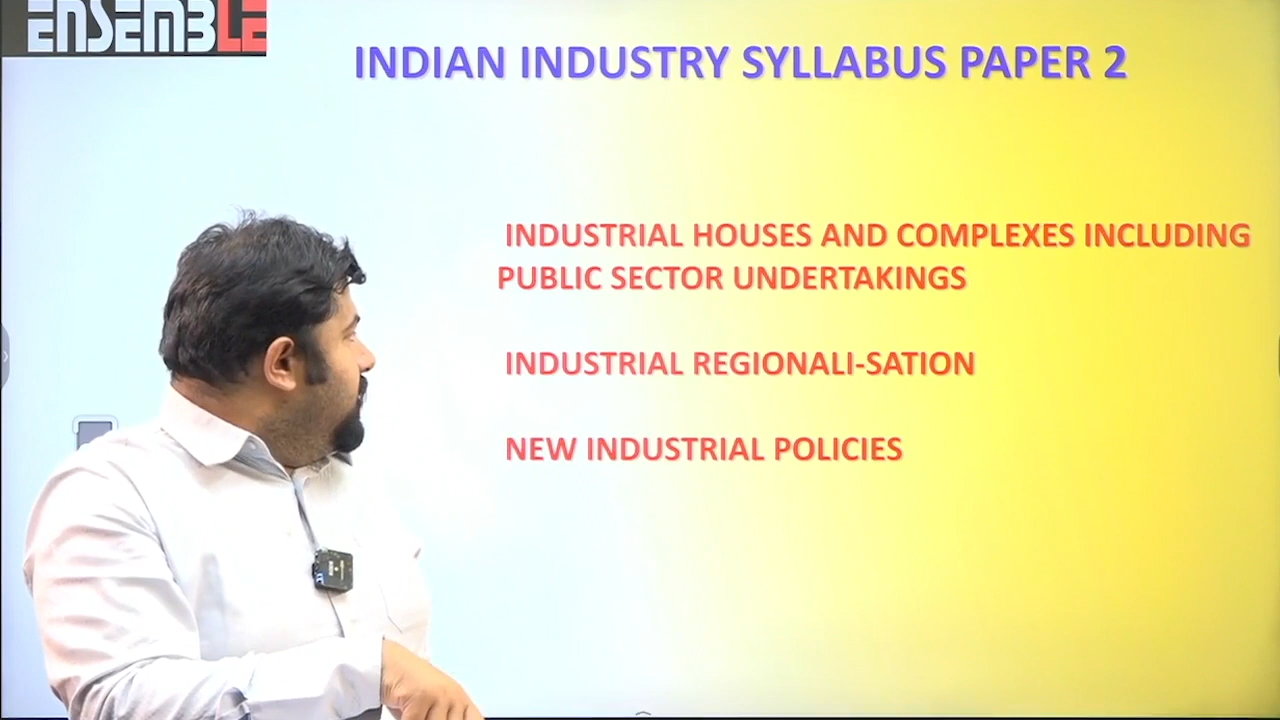 ENSEMBLE
INDIAN INDUSTRY SYLLABUS PAPER 2
INDUSTRIAL HOUSES AND COMPLEXES INCLUDING
PUBLIC SECTOR UNDERTAKINGS
INDUSTRIAL REGIONALI-SATION
NEW INDUSTRIAL POLICIES